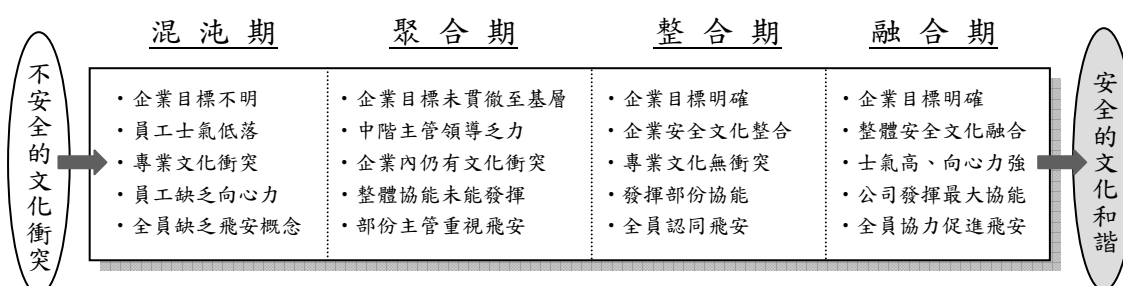 混沌期
聚合期
整合期
融合期
不安全的文化衝突
・企業目標不明
・員工士氣低落
・專業文化衝突
・員工缺乏向心力
・全員缺乏飛安概念
・企業目標未貫徹至基層
・中階主管領導乏力
・企業內仍有文化衝突
・整體協能未能發揮
・部份主管重視飛安
・企業目標明確
・企業安全文化整合
・專業文化無衝突
・發揮部份協能
・全員認同飛安
・企業目標明確
・整體安全文化融合
・士氣高、向心力強
・公司發揮最大協能
・全員協力促進飛安
安全的文化和諧